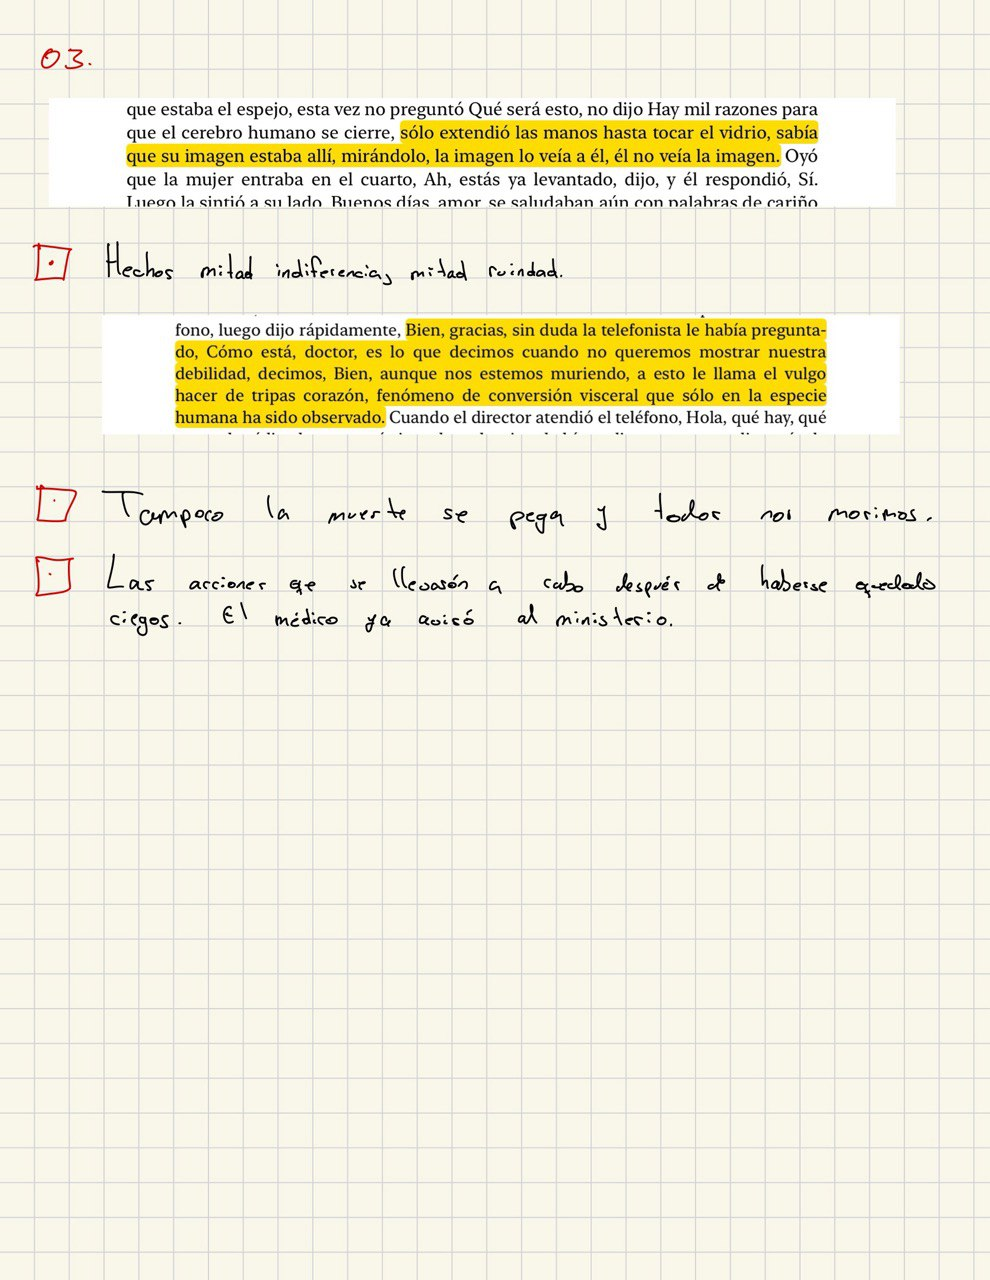 03.
que estaba el espejo, esta vez no preguntó Qué será esto, no dijo Hay mil razones para
que el cerebro humano se cierre, sólo extendió las manos hasta tocar el vidrio, sabía
que su imagen estaba allí, mirándolo, la imagen lo veía a él, él no veía la imagen. Oyó
que la mujer entraba en el cuarto, Ah, estás ya levantado, dijo, y él respondió, Sí.
Luego la sintió a su lado, Buenos días, amor, se saludaban aún con palabras de cariño
Hechos mitad indiferencia, mitad ruindad.
fono, luego dijo rápidamente, Bien, gracias, sin duda la telefonista le había pregunta-
do, Cómo está, doctor, es lo que decimos cuando no queremos mostrar nuestra
debilidad, decimos, Bien, aunque nos estemos muriendo, a esto le llama el vulgo
hacer de tripas corazón, fenómeno de conversión visceral que sólo en la especie
humana ha sido observado. Cuando el director atendió el teléfono, Hola, qué hay, qué
Tampoco la muerte se pega y todos nos morimos.
Las acciones qe se llevarón a cabo después d haberse quedado
ciegos. El médico ya avisó al ministerio.